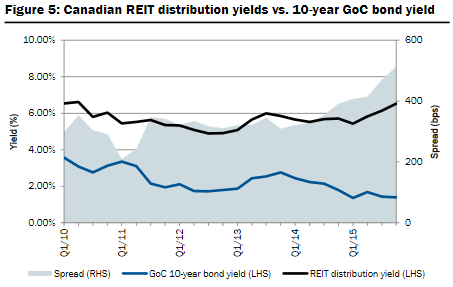 Figure 5: Canadian REIT distribution yields vs. 10-year GoC bond yield
10.00%
8.00%
6.00%
4.00%
2.00%
0.00%
Yield (%)
600
400
200
0
Spread (bps)
Q1/10
Q1/11
Q1/12
Q1/13
Q1/14
Q1/15
Spread (RHS)
GoC 10-year bond yield (LHS)
REIT distribution yield (LHS)